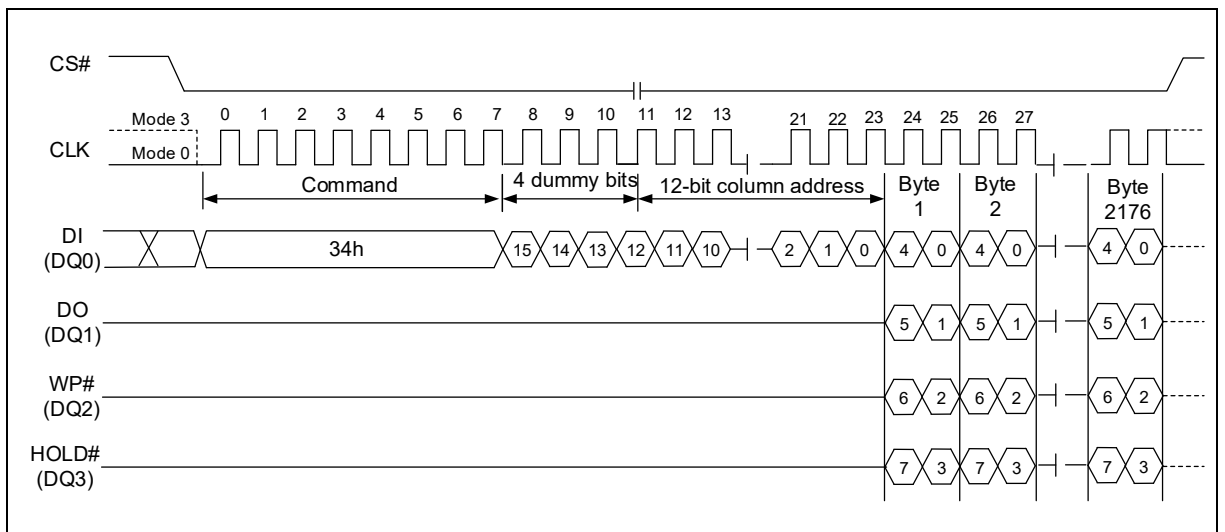 CS#
0 1 2 3 4 5 6 7 8 9 10 11 12 13 21 22 23 24 25 26 27
Mode 3
CLK
Mode 0
Command 4 dummy bits 12-bit column address Byte 1 Byte 2 Byte 2176
DI
(DQ0)
34h 15 14 13 12 11 10 2 1 0 4 0 4 0 4 0
DO
(DQ1)
5 1 5 1 5 1
WP#
(DQ2)
6 2 6 2 6 2
HOLD#
(DQ3)
7 3 7 3 7 3